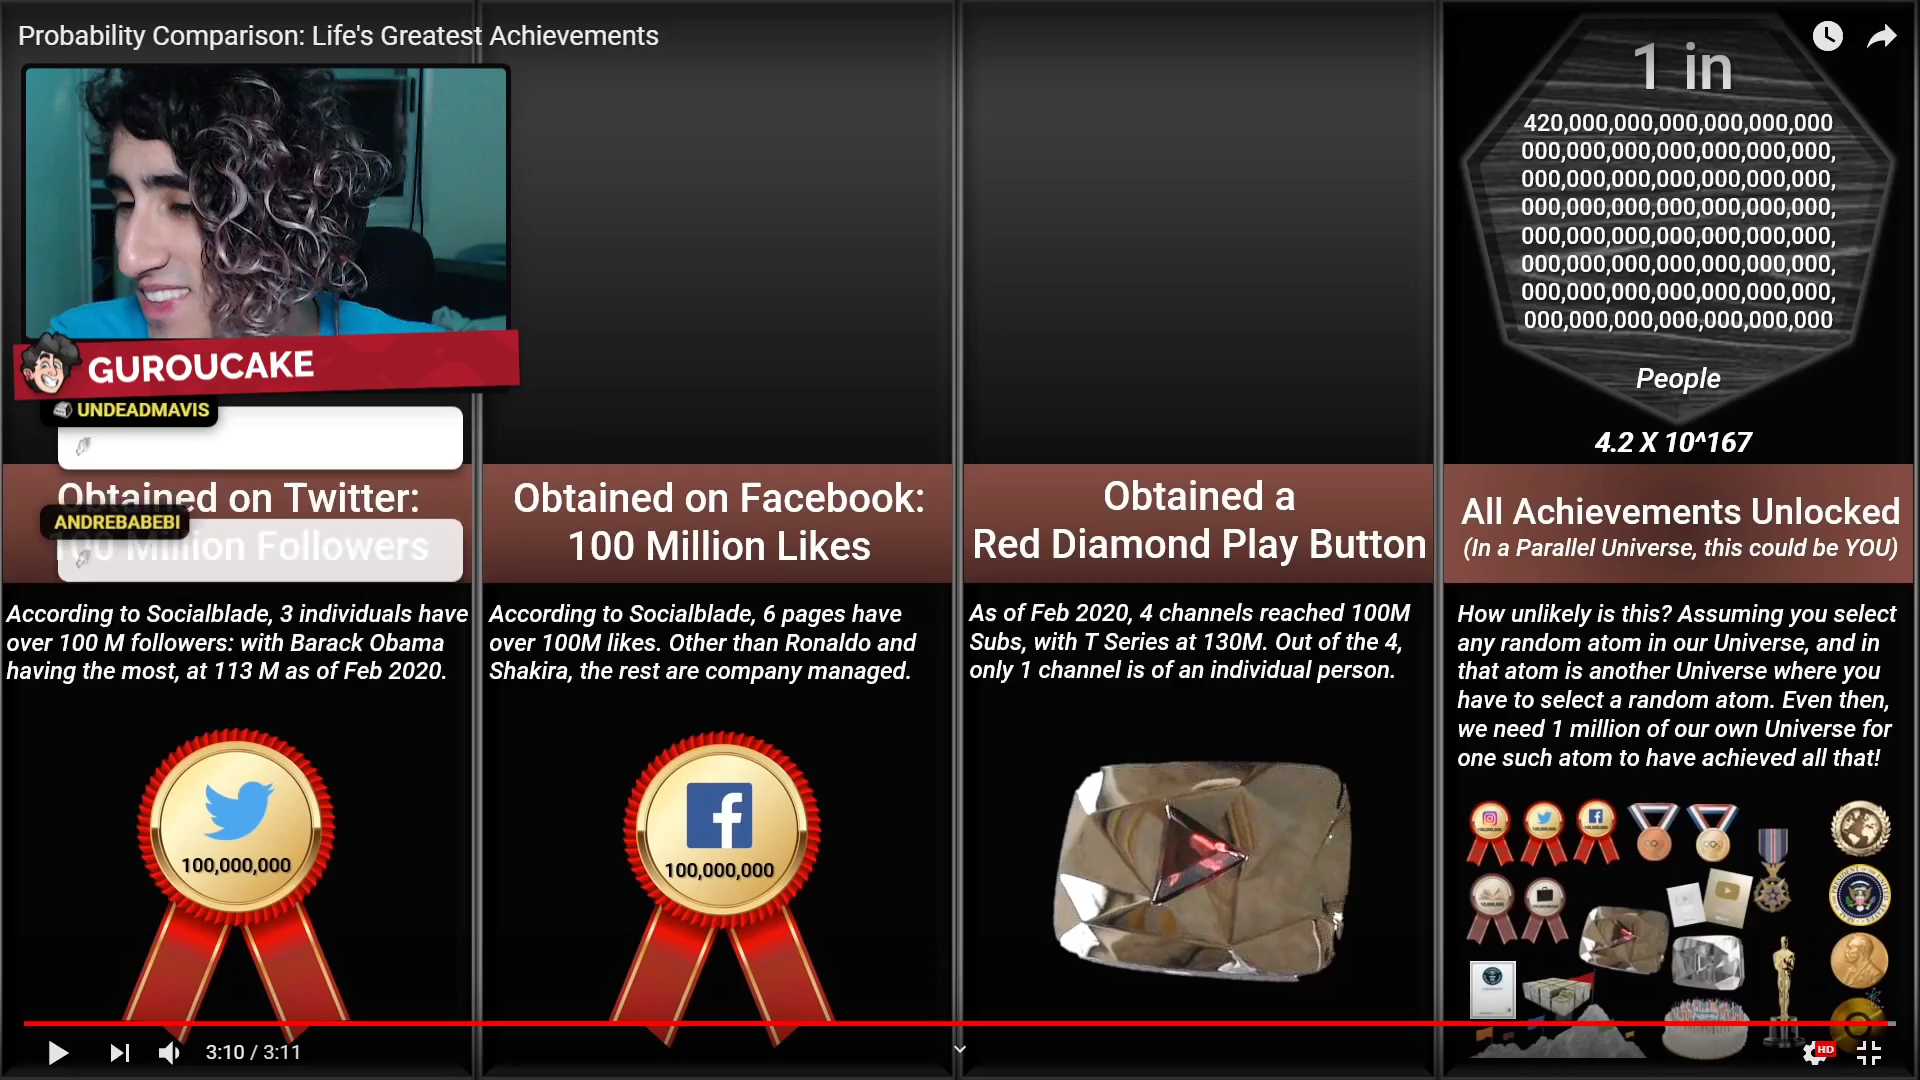 Probability Comparison: Life's Greatest Achievements
GUROUCAKE
UNDEADMAVIS
Obtained on Twitter:
ANDREBABEBI
100 Million Followers
According to Socialblade, 3 individuals have
over 100 M followers: with Barack Obama
having the most, at 113 M as of Feb 2020.
100,000,000
Obtained on Facebook:
100 Million Likes
According to Socialblade, 6 pages have
over 100M likes. Other than Ronaldo and
Shakira, the rest are company managed.
100,000,000
Obtained a
Red Diamond Play Button
As of Feb 2020, 4 channels reached 100M
Subs, with T Series at 130M. Out of the 4,
only 1 channel is of an individual person.
1 in
420,000,000,000,000,000,000
000,000,000,000,000,000,000,
000,000,000,000,000,000,000,
000,000,000,000,000,000,000,
000,000,000,000,000,000,000,
000,000,000,000,000,000,000,
000,000,000,000,000,000,000,
000,000,000,000,000,000,000
People
4.2 X 10^167
All Achievements Unlocked
(In a Parallel Universe, this could be YOU)
How unlikely is this? Assuming you select
any random atom in our Universe, and in
that atom is another Universe where you
have to select a random atom. Even then,
we need 1 million of our own Universe for
one such atom to have achieved all that!
3:10 / 3:11
HD